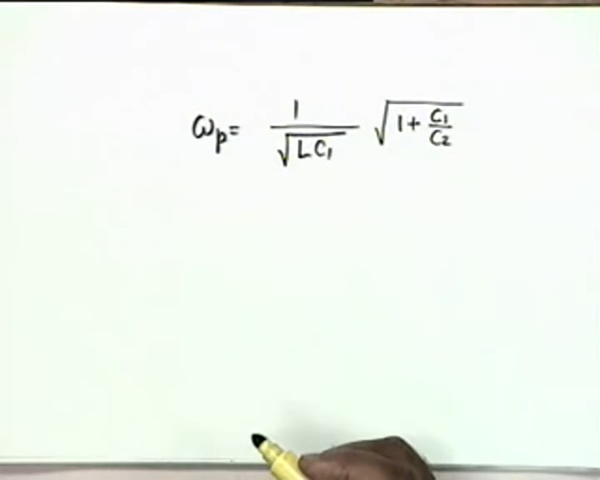 ωp = 1/√(LC₁) √(1 + C₁/C₂)